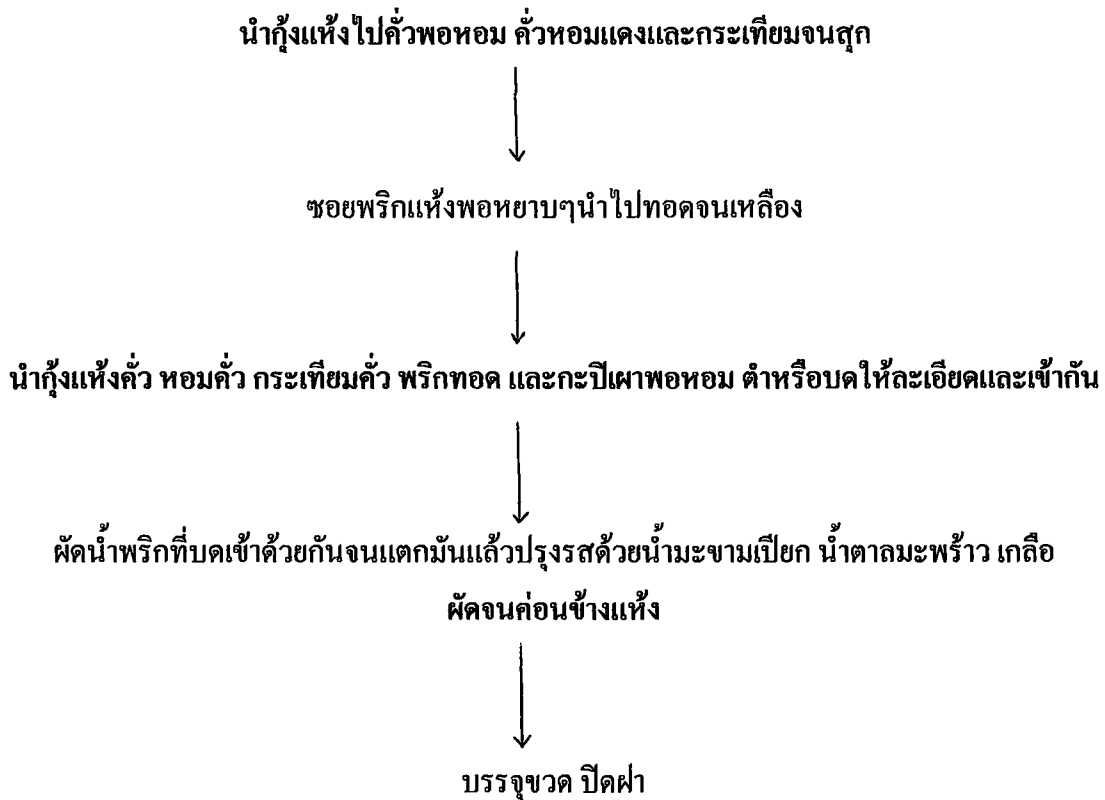 นำกุ้งแห้งไปคั่วพอหอม คั่วหอมแดงและกระเทียมจนสุก
ซอยพริกแห้งพอหยาบๆนำไปทอดจนเหลือง
นำกุ้งแห้งคั่ว หอมคั่ว กระเทียมคั่ว พริกทอด และกะปิเผาพอหอม ตำหรือบดให้ละเอียดและเข้ากัน
ผัดน้ำพริกที่บดเข้าด้วยกันจนแตกมันแล้วปรุงรสด้วยน้ำมะขามเปียก น้ำตาลมะพร้าว เกลือ
ผัดจนค่อนข้างแห้ง
บรรจุขวด ปิดฝา